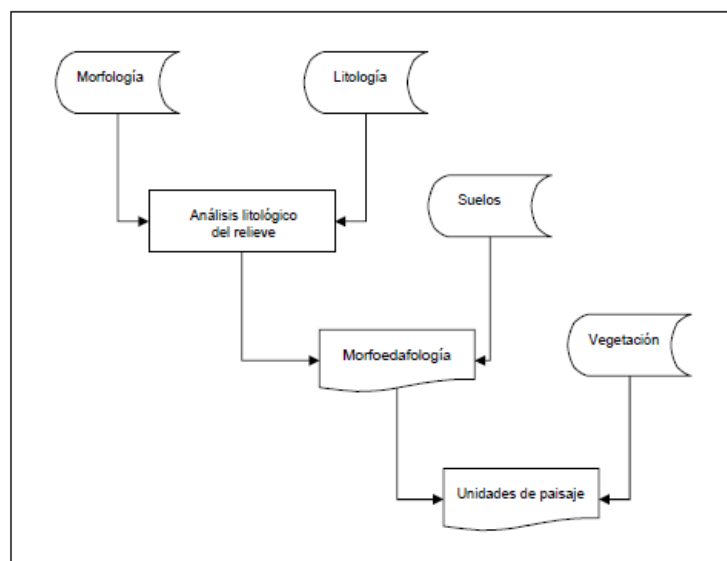 Morfología
Litología
Análisis litológico
del relieve
Suelos
Morfoedafología
Vegetación
Unidades de paisaje